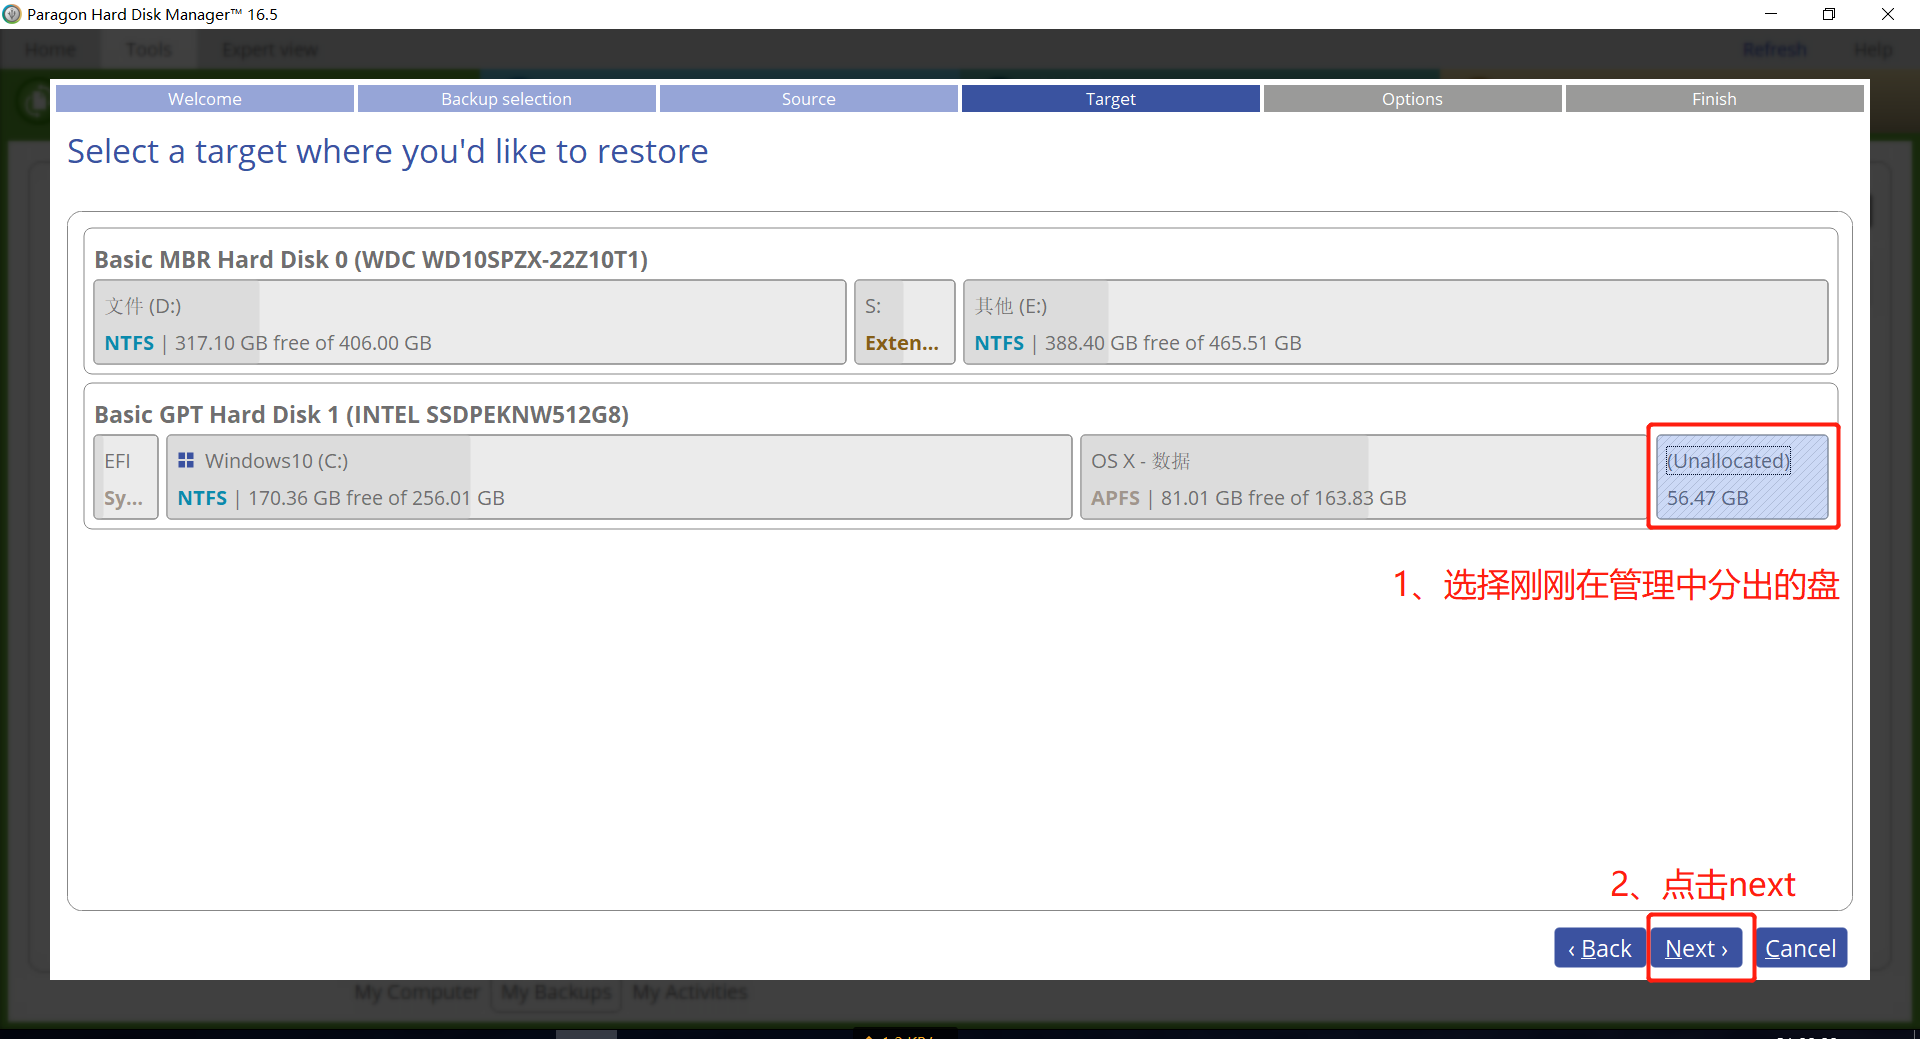 Paragon Hard Disk Manager™ 16.5
Home Tools Expert view Refresh Help
Welcome Backup selection Source Target Options Finish
Select a target where you'd like to restore
Basic MBR Hard Disk 0 (WDC WD10SPZX-22Z10T1)
文件 (D:) S: 其他 (E:)
NTFS | 317.10 GB free of 406.00 GB Exten... NTFS | 388.40 GB free of 465.51 GB
Basic GPT Hard Disk 1 (INTEL SSDPEKNW512G8)
EFI Windows10 (C:) OS X - 数据 (Unallocated)
Sy... NTFS | 170.36 GB free of 256.01 GB APFS | 81.01 GB free of 163.83 GB 56.47 GB
1、选择刚刚在管理中分出的盘
2、点击next
‹ Back Next › Cancel
My Computer My Backups My Activities